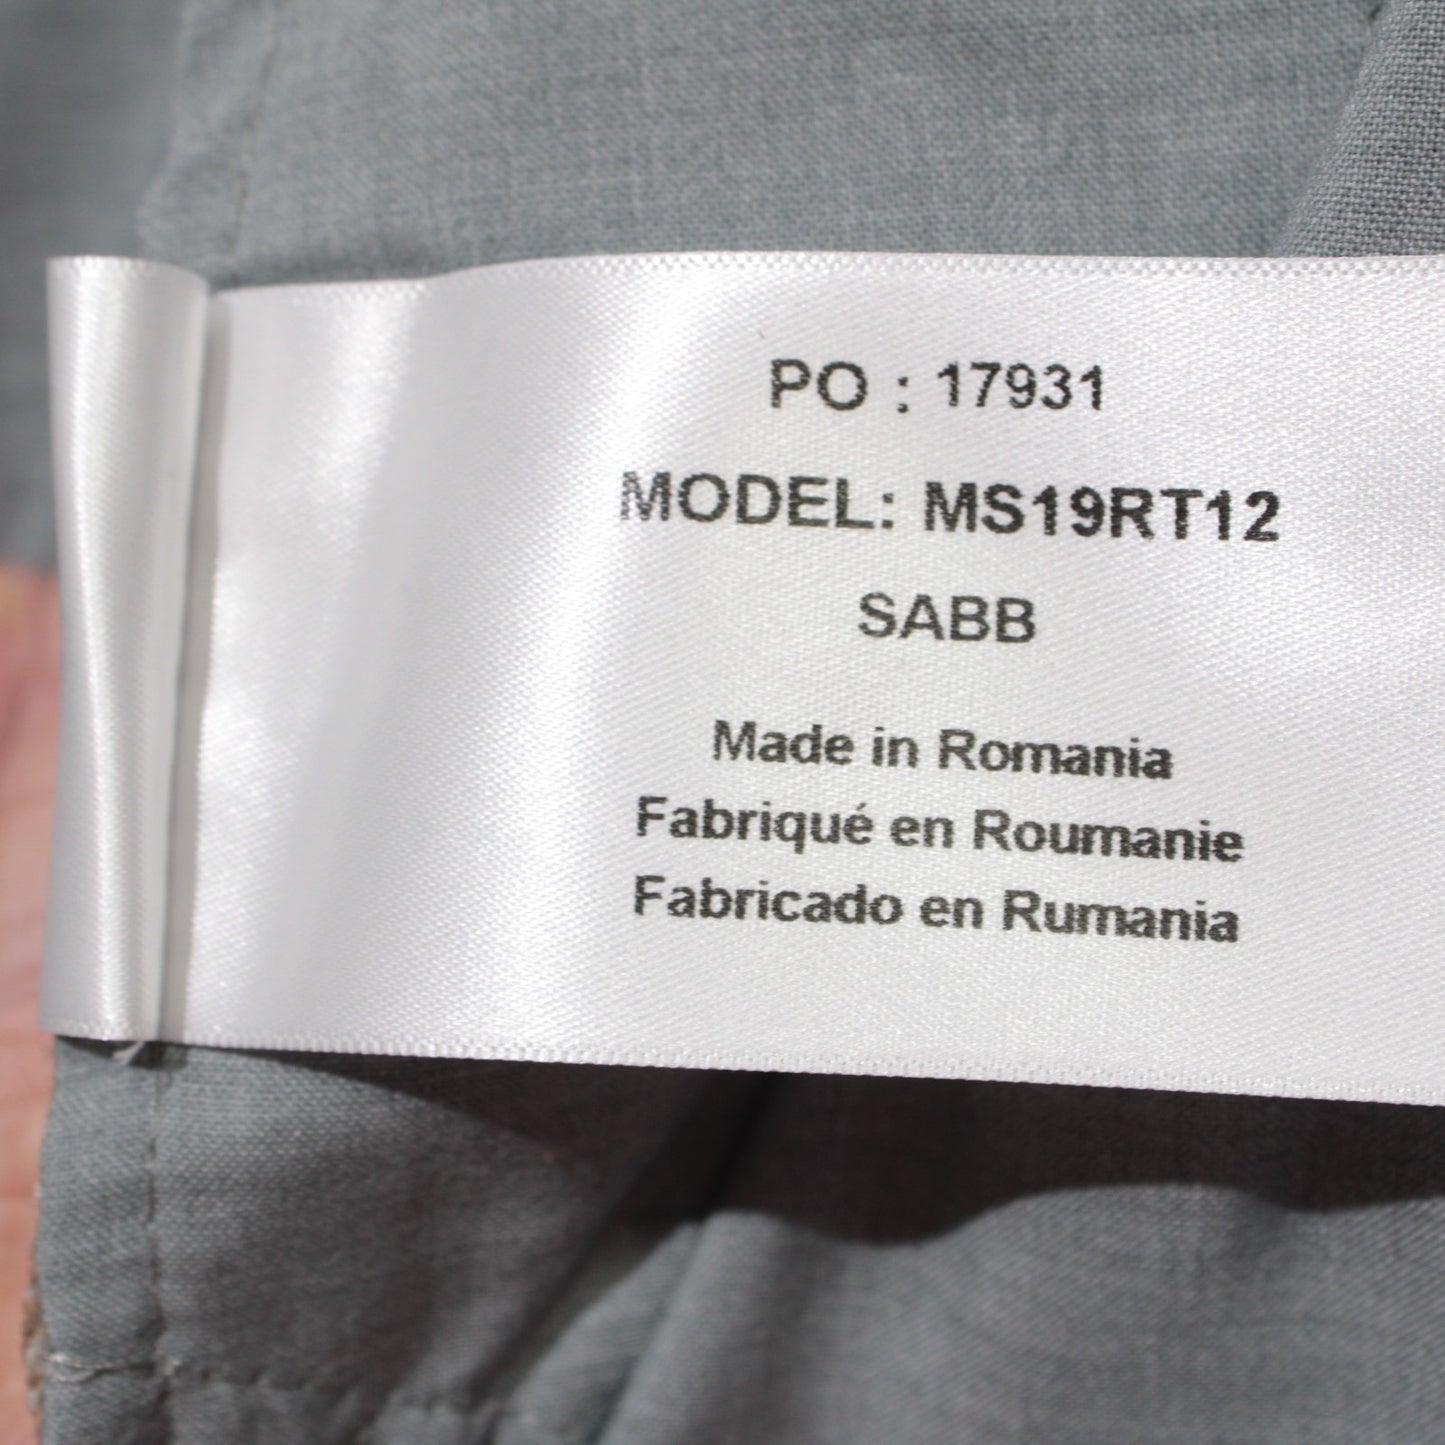 PO : 17931
MODEL: MS19RT12
SABB
Made in Romania
Fabriqué en Roumanie
Fabricado en Rumania